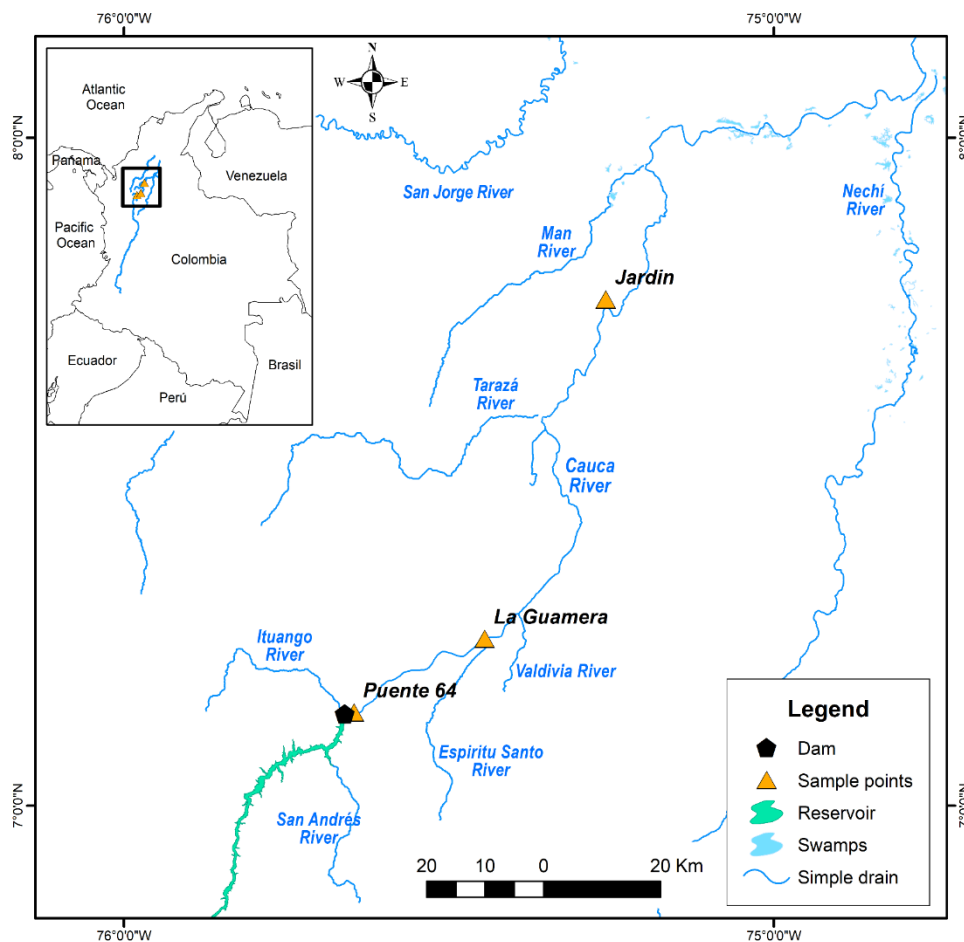 76°0'0"W
75°0'0"W
8°0'0"N
8°0'0"N
Atlantic
Ocean
Panama
Venezuela
Pacific
Ocean
Colombia
Ecuador
Perú
Brasil
N
W
E
S
San Jorge River
Nechí
River
Man
River
Jardin
Tarazá
River
Cauca
River
La Guamera
Ituango
River
Valdivia River
Puente 64
Espiritu Santo
River
San Andrés
River
7°0'0"N
7°0'0"N
Legend
Dam
Sample points
Reservoir
Swamps
Simple drain
20 10 0 20 Km
76°0'0"W
75°0'0"W